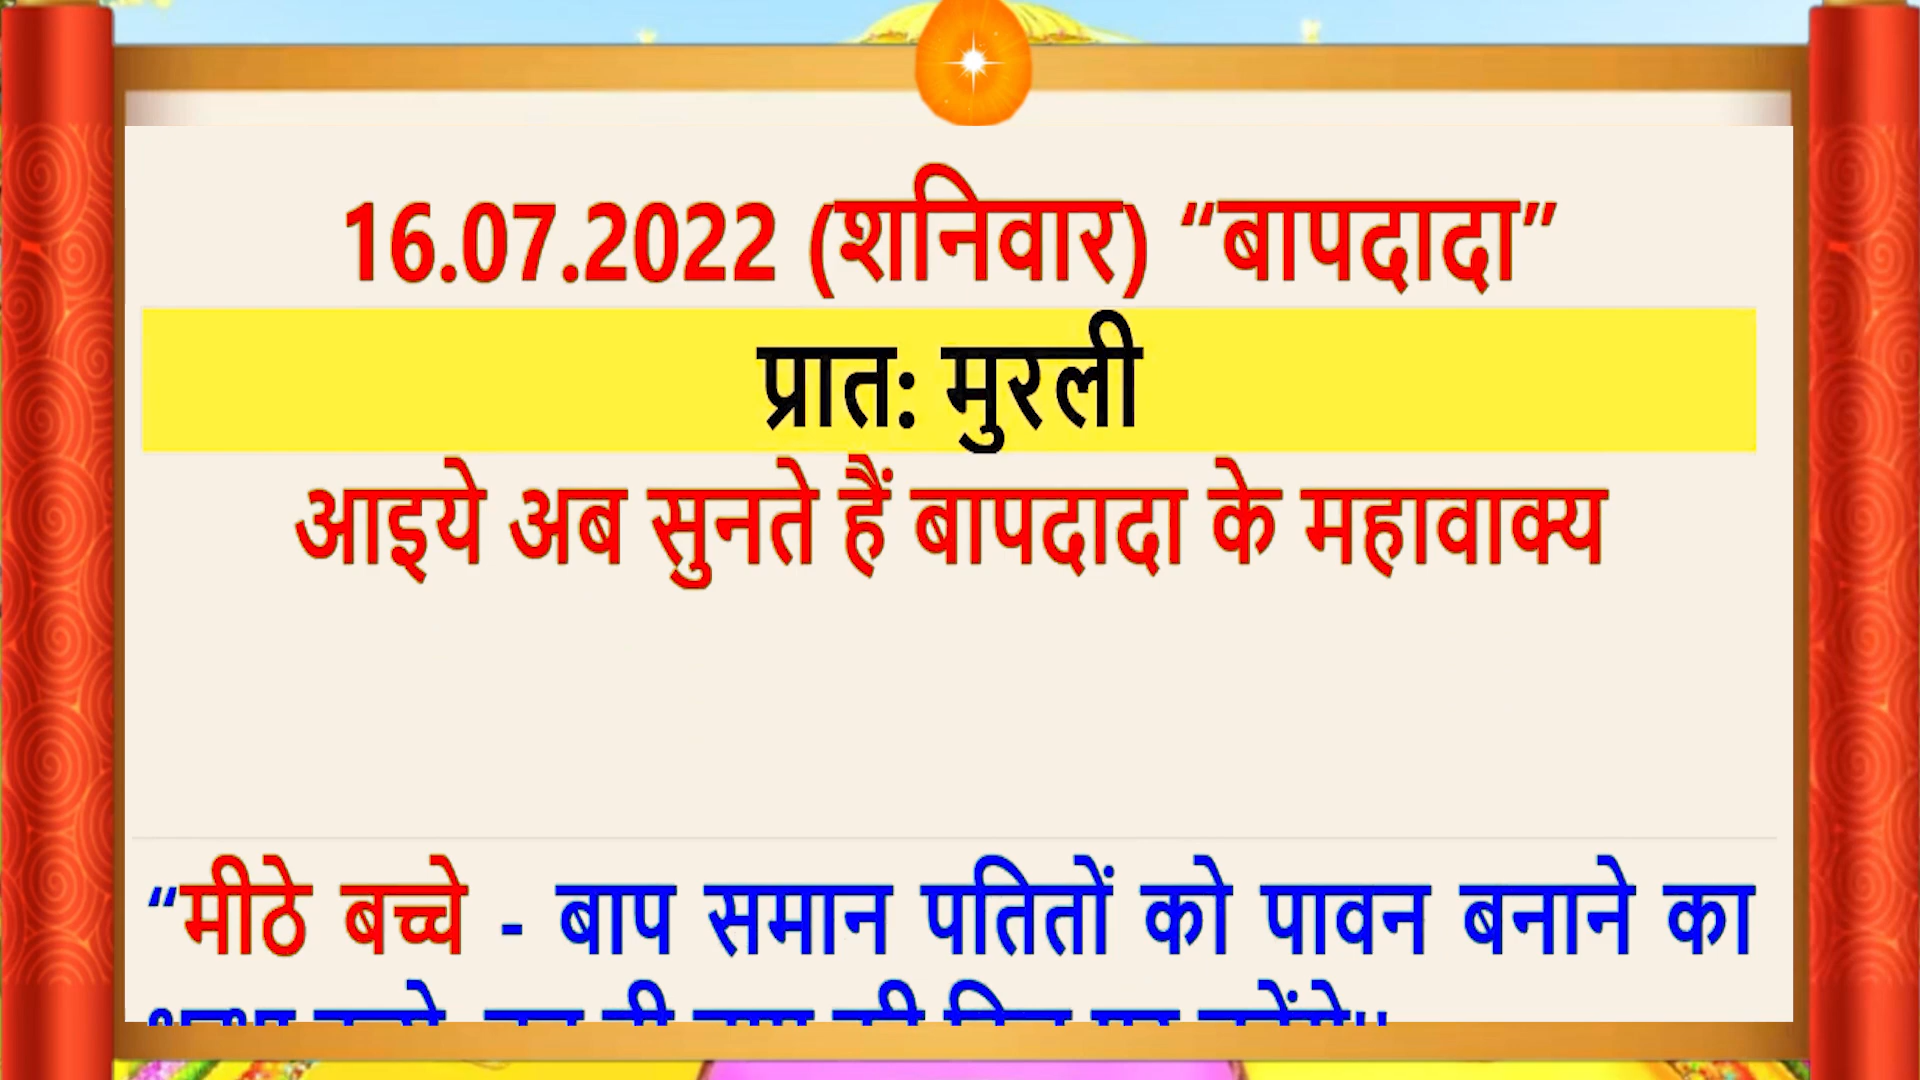 16.07.2022 (शनिवार) “बापदादा”
प्रात: मुरली
आइये अब सुनते हैं बापदादा के महावाक्य
“मीठे बच्चे - बाप समान पतितों को पावन बनाने का